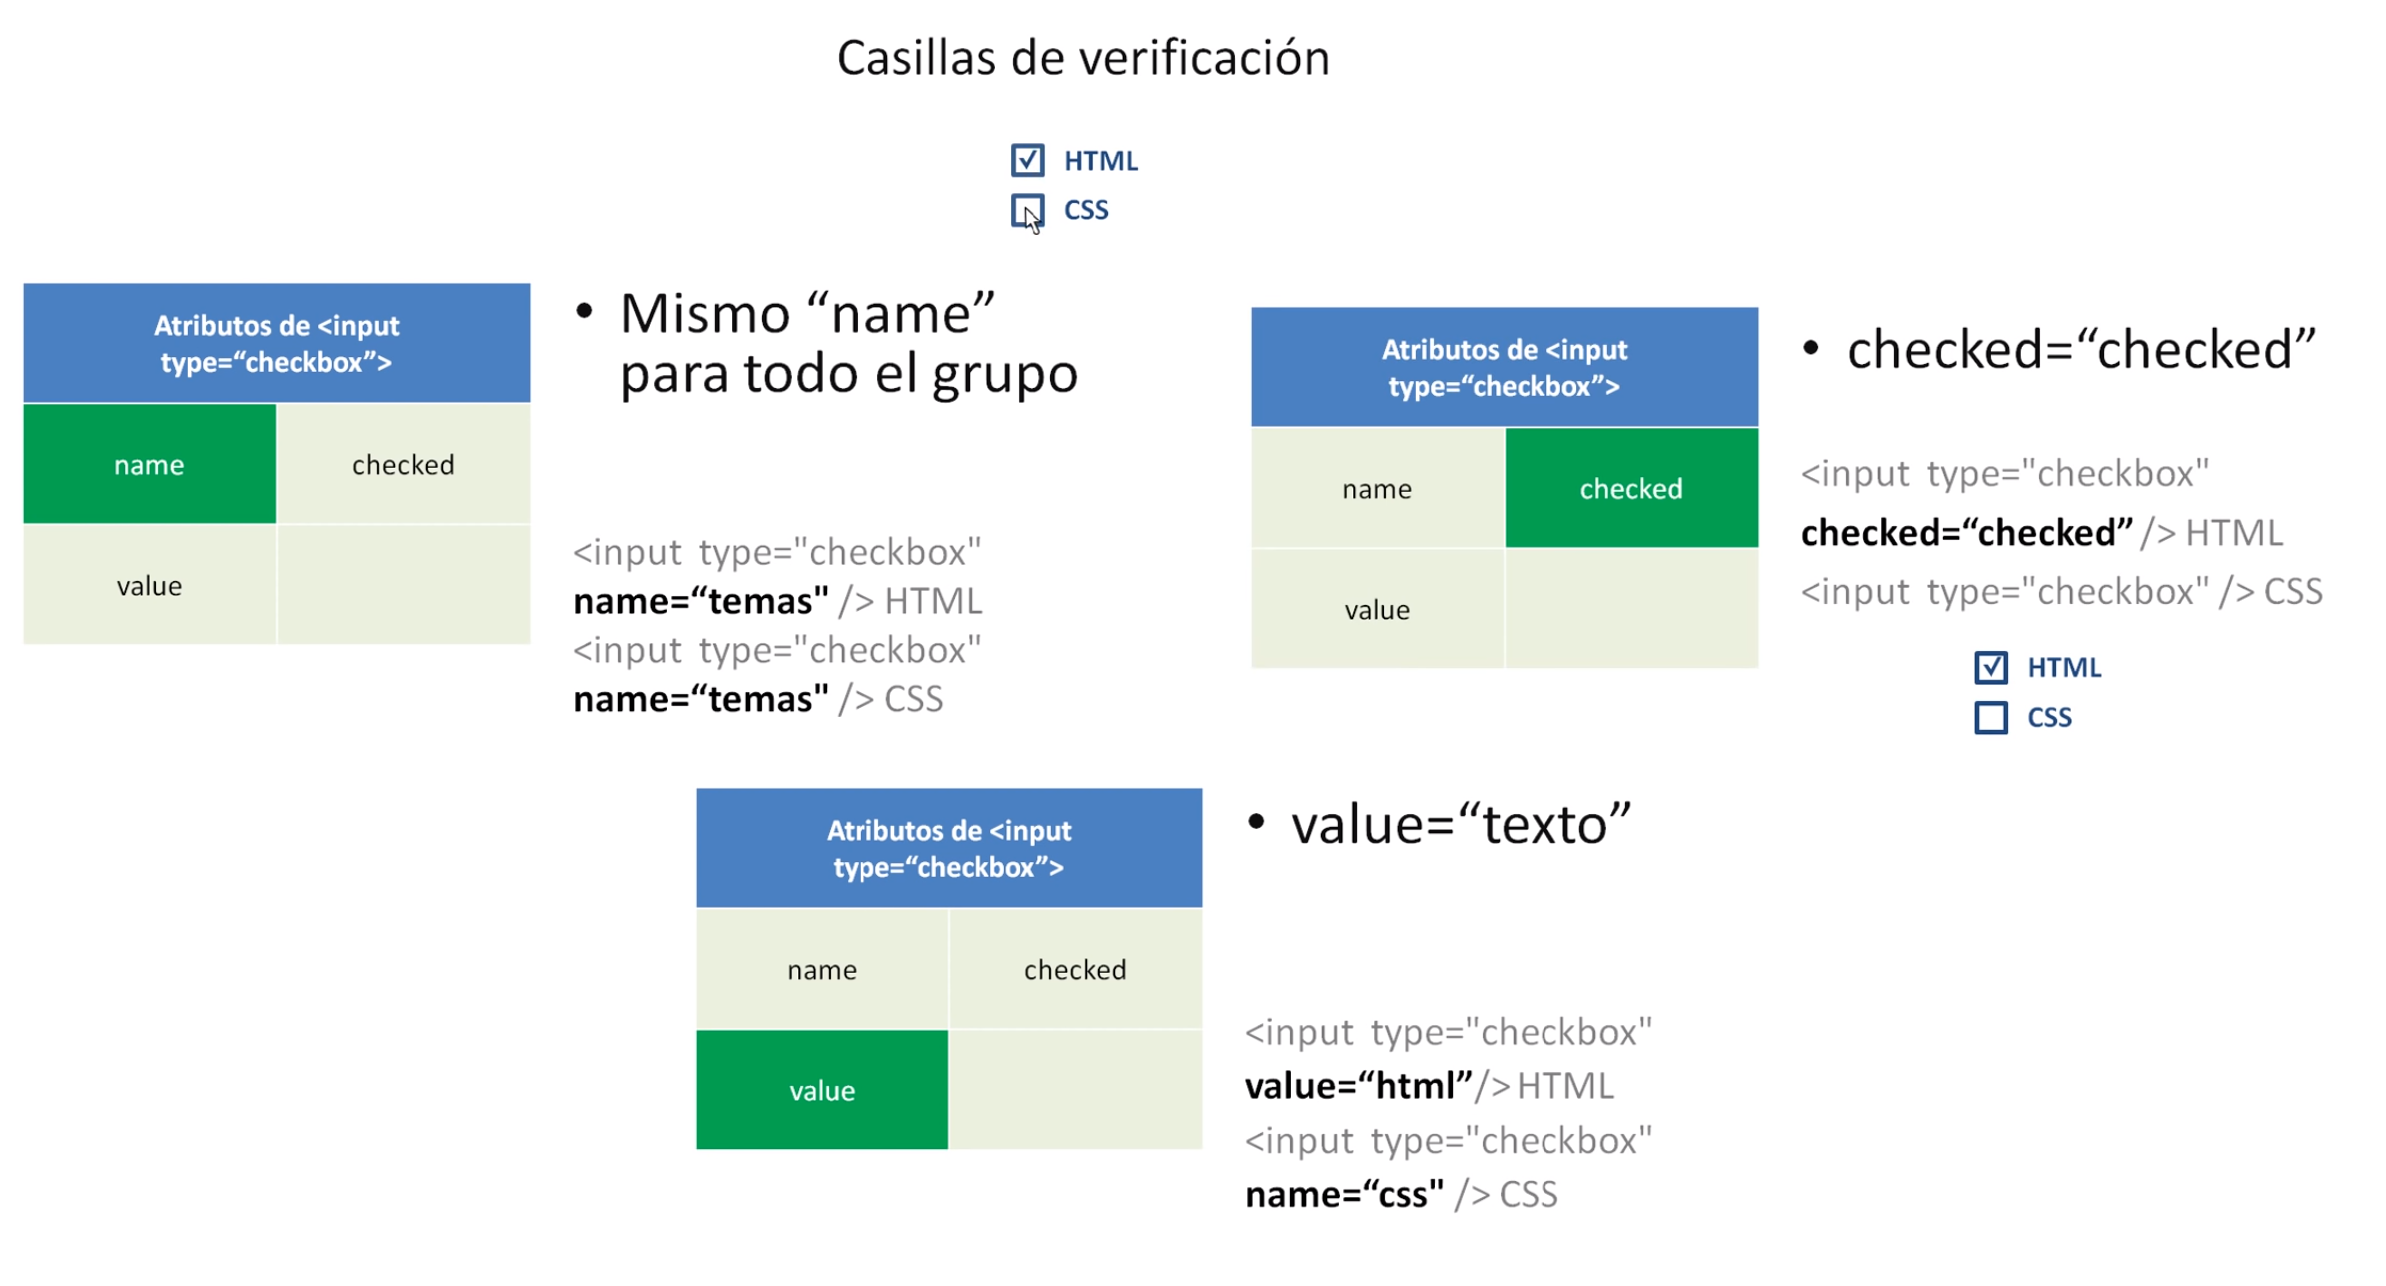 Casillas de verificación
HTML
CSS
Atributos de <input
type=“checkbox”>
name
checked
value
• Mismo “name”
para todo el grupo
<input type="checkbox"
name=“temas" /> HTML
<input type="checkbox"
name=“temas" /> CSS
Atributos de <input
type=“checkbox”>
name
checked
value
• checked=“checked”
<input type="checkbox"
checked=“checked” /> HTML
<input type="checkbox" /> CSS
HTML
CSS
Atributos de <input
type=“checkbox”>
name
checked
value
• value=“texto”
<input type="checkbox"
value=“html”/> HTML
<input type="checkbox"
name=“css" /> CSS